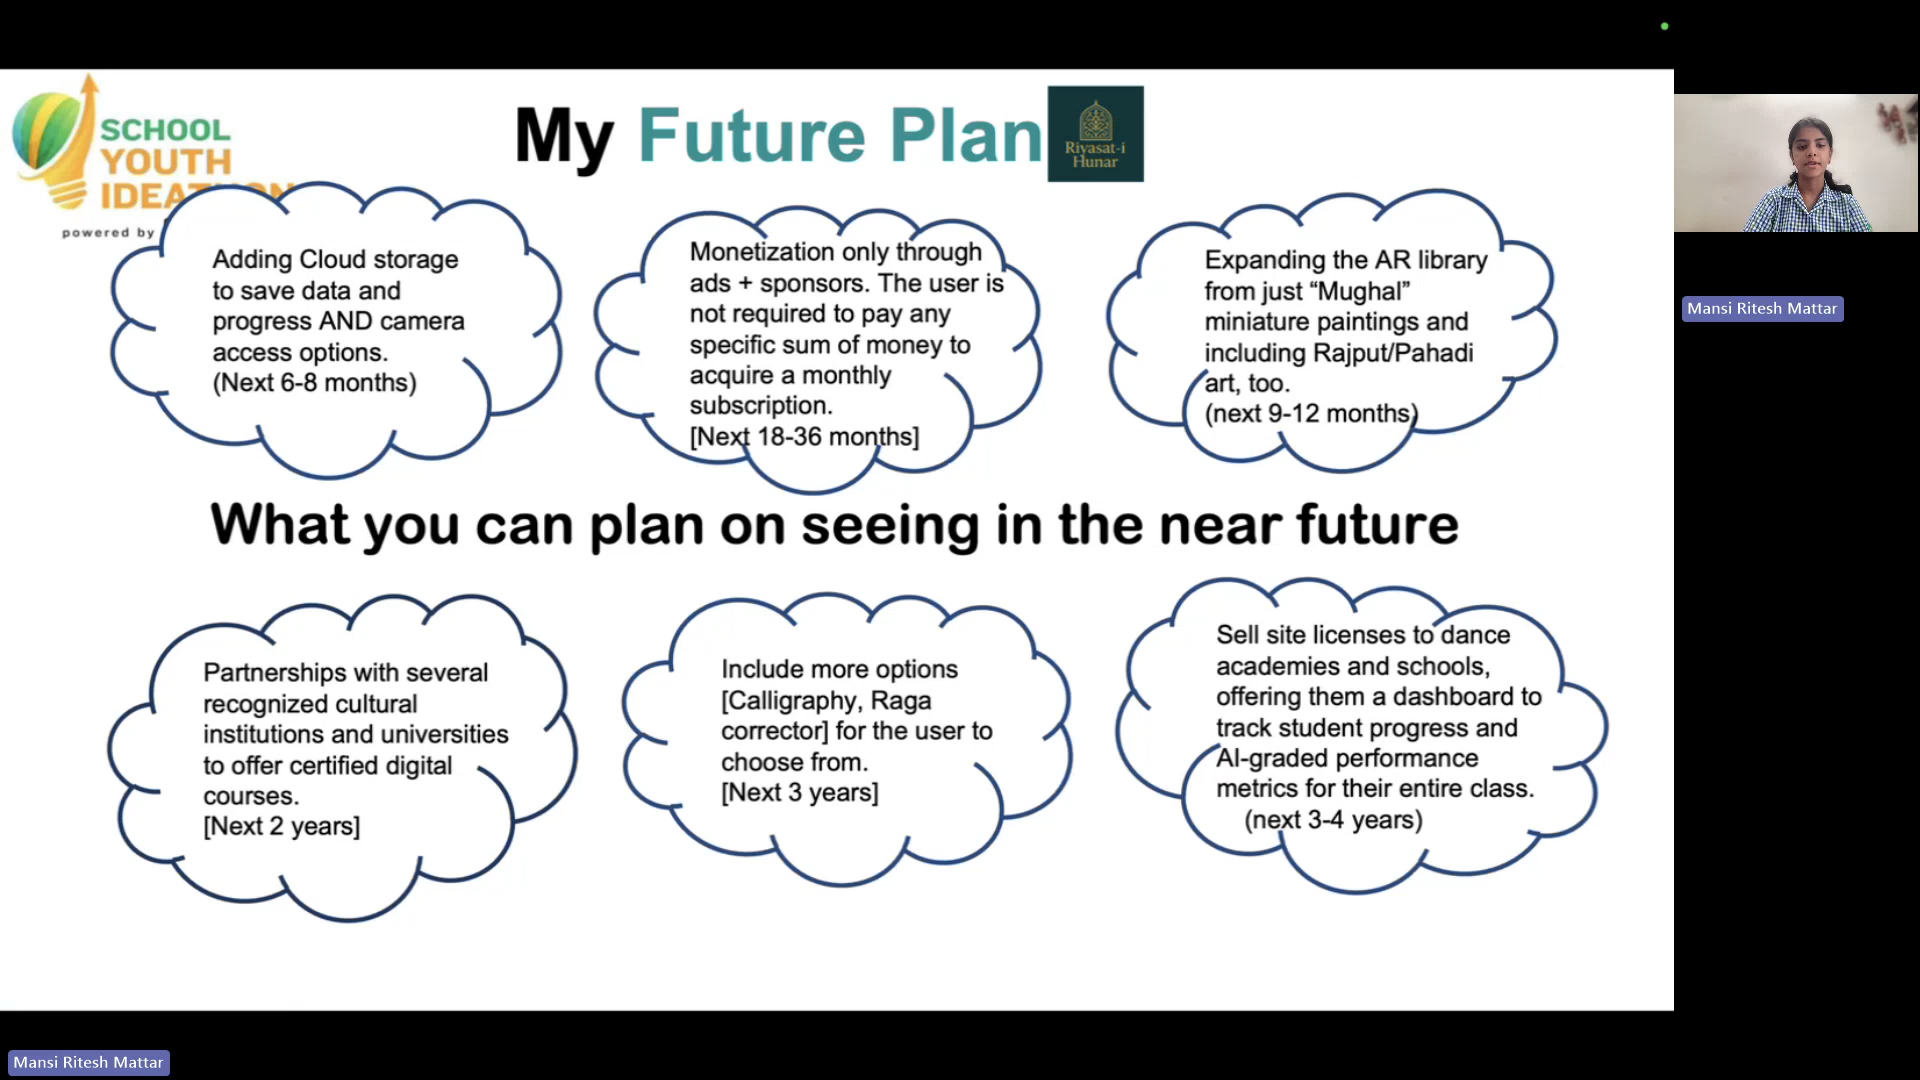 SCHOOL
YOUTH
powered by
My Future Plan
Riyasat-i
Hunar
Adding Cloud storage
to save data and
progress AND camera
access options.
(Next 6-8 months)
Monetization only through
ads + sponsors. The user is
not required to pay any
specific sum of money to
acquire a monthly
subscription.
[Next 18-36 months]
Expanding the AR library
from just “Mughal”
miniature paintings and
including Rajput/Pahadi
art, too.
(next 9-12 months)
What you can plan on seeing in the near future
Partnerships with several
recognized cultural
institutions and universities
to offer certified digital
courses.
[Next 2 years]
Include more options
[Calligraphy, Raga
corrector] for the user to
choose from.
[Next 3 years]
Sell site licenses to dance
academies and schools,
offering them a dashboard to
track student progress and
AI-graded performance
metrics for their entire class.
(next 3-4 years)
Mansi Ritesh Mattar
Mansi Ritesh Mattar